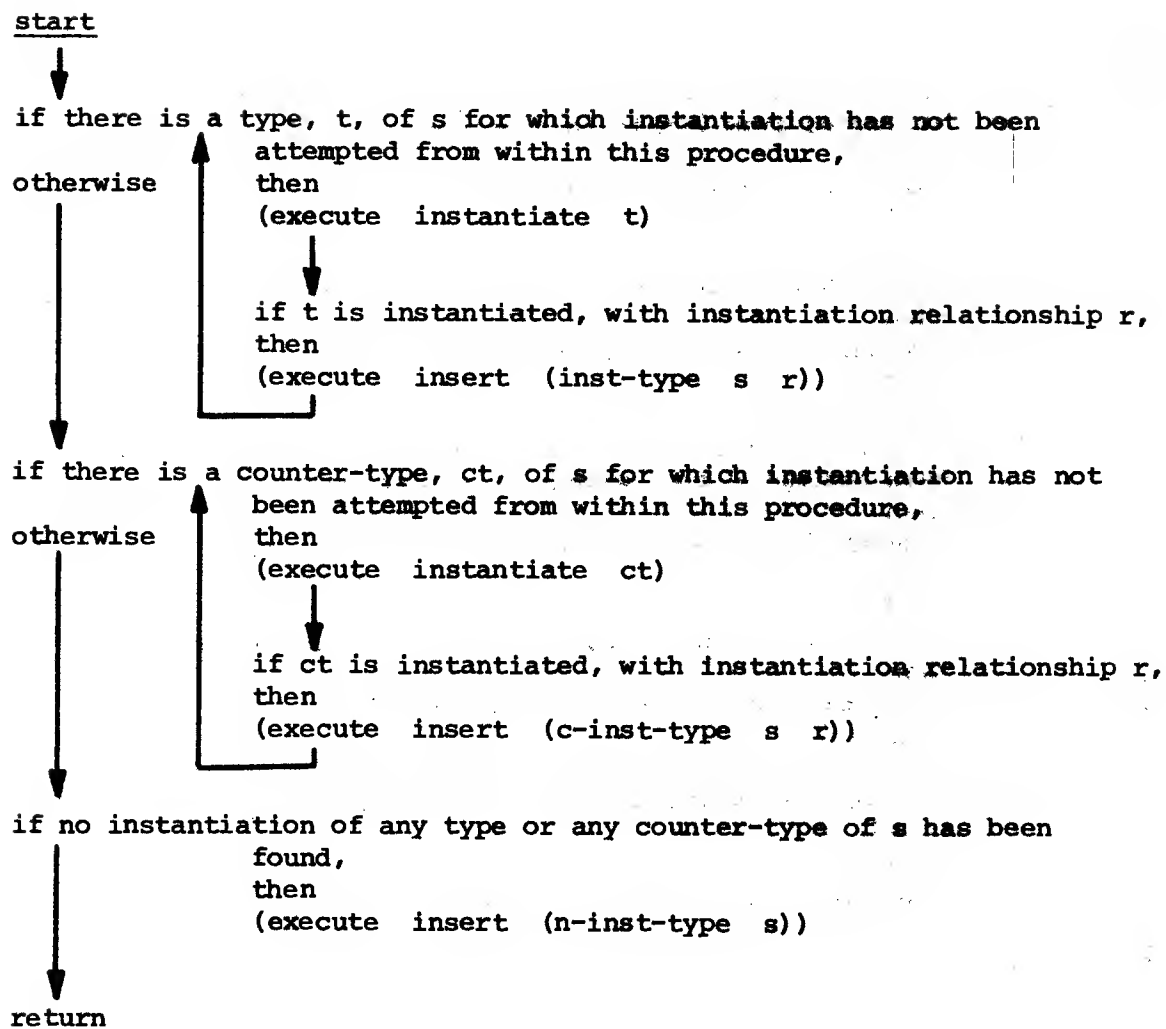 start
if there is a type, t, of s for which instantiation has not been
attempted from within this procedure,
otherwise then
(execute instantiate t)
if t is instantiated, with instantiation relationship r,
then
(execute insert (inst-type s r))
if there is a counter-type, ct, of s for which instantiation has not
been attempted from within this procedure,
otherwise then
(execute instantiate ct)
if ct is instantiated, with instantiation relationship r,
then
(execute insert (c-inst-type s r))
if no instantiation of any type or any counter-type of s has been
found,
then
(execute insert (n-inst-type s))
return